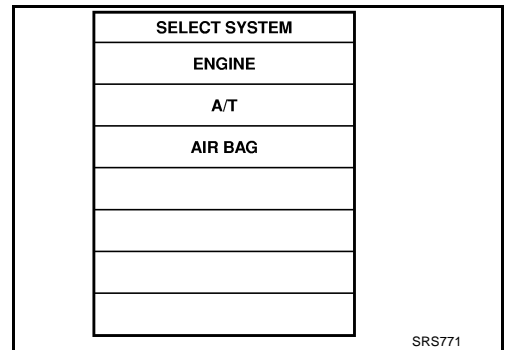 SELECT SYSTEM
ENGINE
A/T
AIR BAG
SRS771